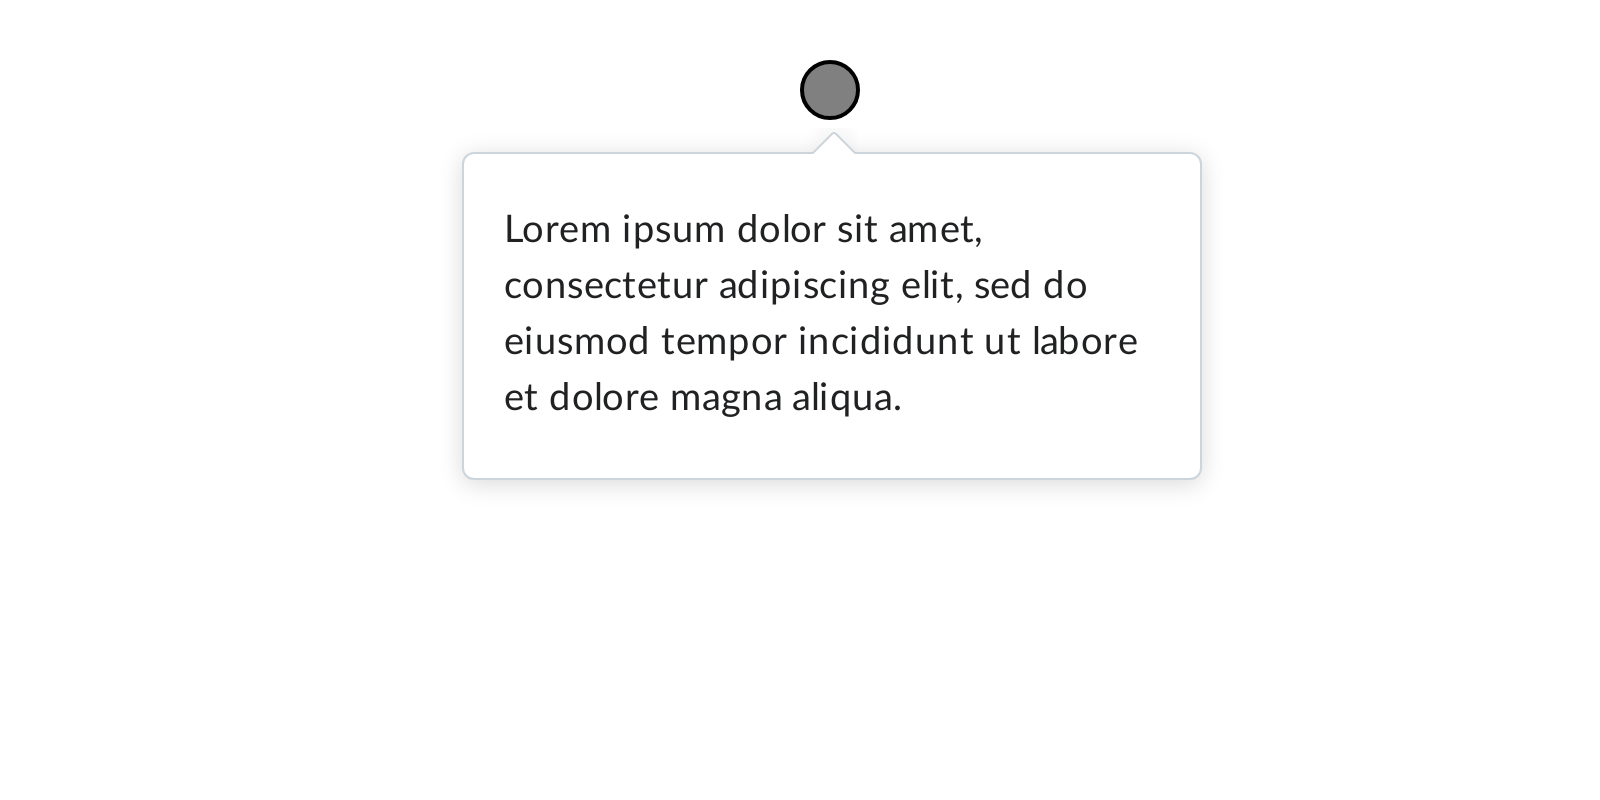 Lorem ipsum dolor sit amet,
consectetur adipiscing elit, sed do
eiusmod tempor incididunt ut labore
et dolore magna aliqua.